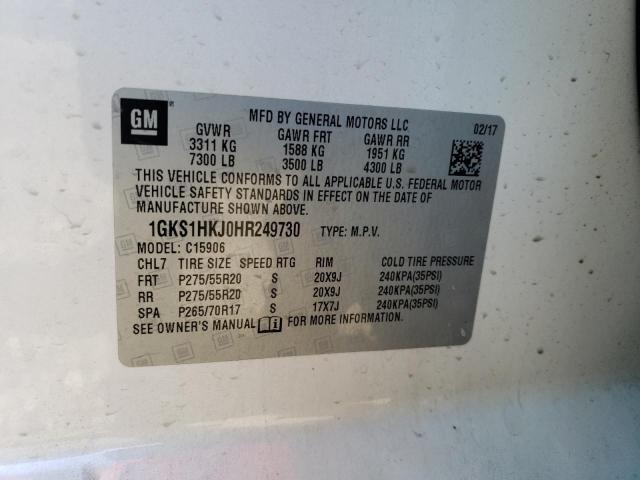 GM
MFD BY GENERAL MOTORS LLC 02/17
GVWR GAWR FRT GAWR RR
3311 KG 1588 KG 1951 KG
7300 LB 3500 LB 4300 LB
THIS VEHICLE CONFORMS TO ALL APPLICABLE U.S. FEDERAL MOTOR
VEHICLE SAFETY STANDARDS IN EFFECT ON THE DATE OF
MANUFACTURE SHOWN ABOVE.
1GKS1HKJ0HR249730 TYPE: M.P.V.
MODEL: C15906
CHL7 TIRE SIZE SPEED RTG RIM COLD TIRE PRESSURE
FRT P275/55R20 S 20X9J 240KPA(35PSI)
RR P275/55R20 S 20X9J 240KPA(35PSI)
SPA P265/70R17 S 17X7J 240KPA(35PSI)
SEE OWNER'S MANUAL FOR MORE INFORMATION.